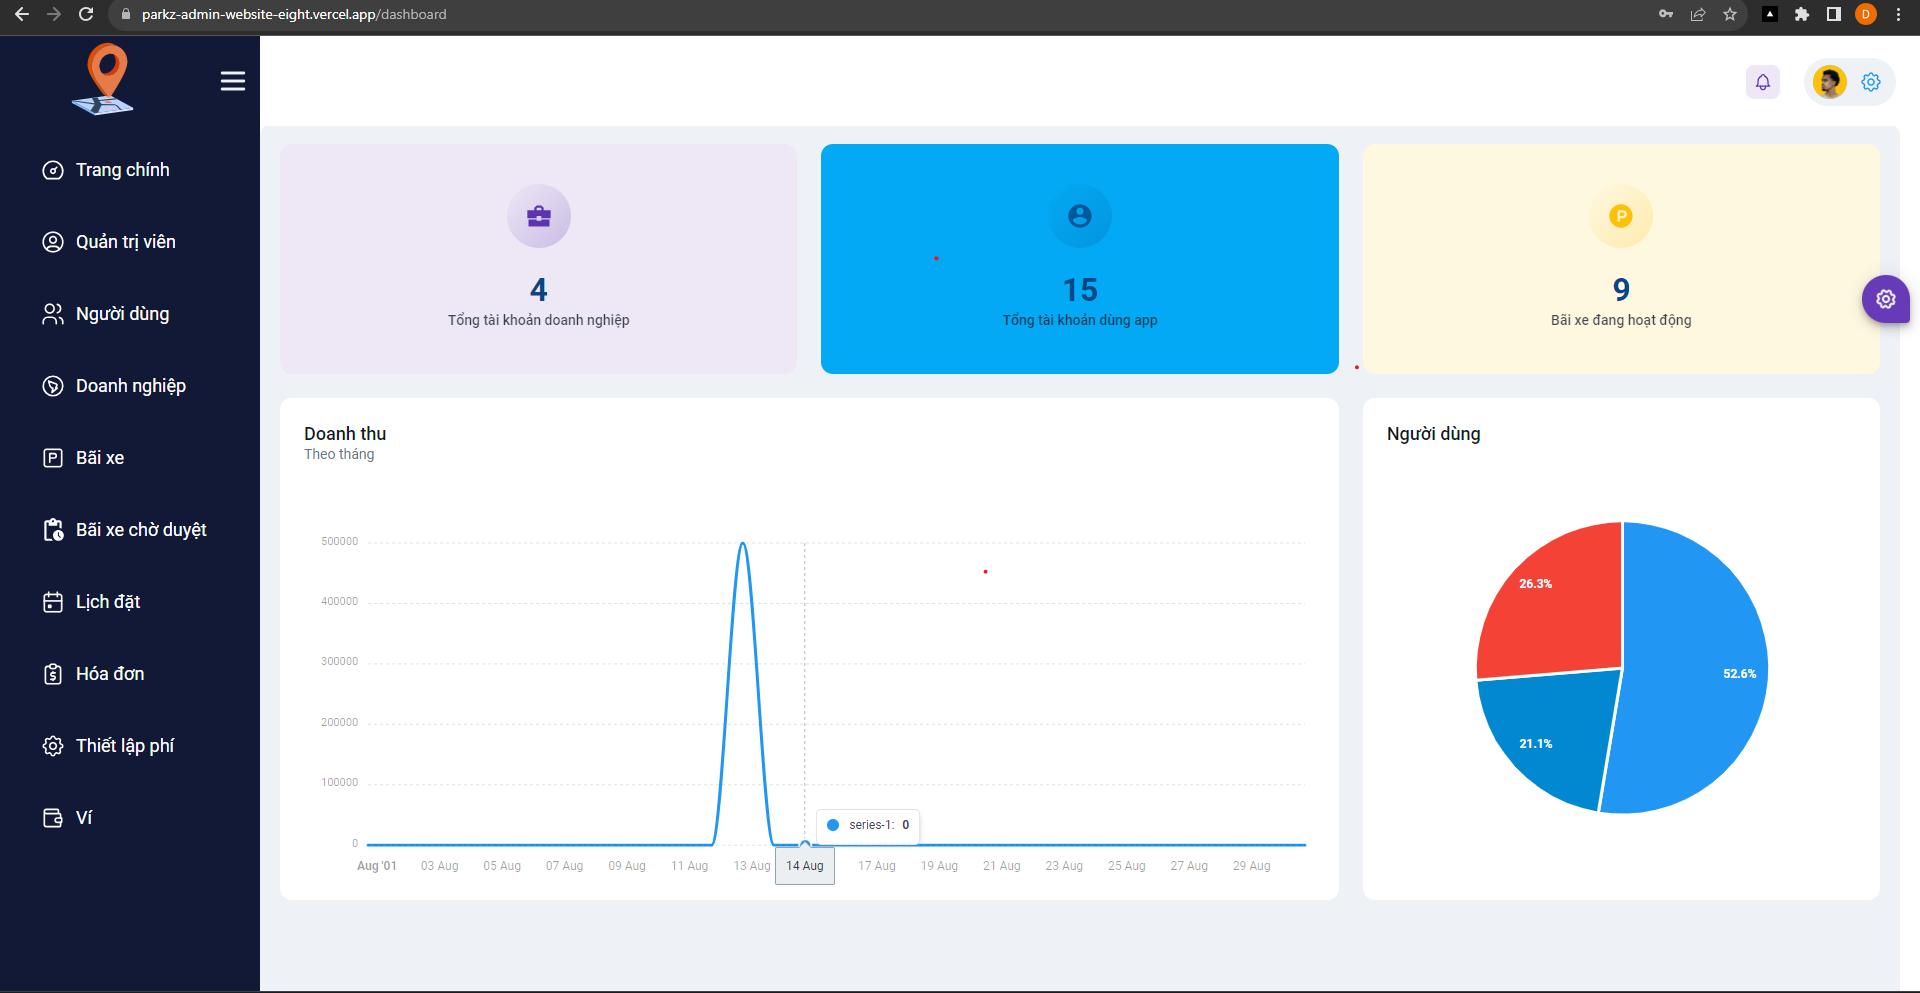 parkz-admin-website-eight.vercel.app/dashboard
D
Trang chính
Quản trị viên
Người dùng
Doanh nghiệp
Bãi xe
Bãi xe chờ duyệt
Lịch đặt
Hóa đơn
Thiết lập phí
Ví
4
Tổng tài khoản doanh nghiệp
15
Tổng tài khoản dùng app
P
9
Bãi xe đang hoạt động
Doanh thu
Theo tháng
500000
400000
300000
200000
100000
0
series-1: 0
Aug '01 03 Aug 05 Aug 07 Aug 09 Aug 11 Aug 13 Aug 14 Aug 17 Aug 19 Aug 21 Aug 23 Aug 25 Aug 27 Aug 29 Aug
Người dùng
26.3%
52.6%
21.1%